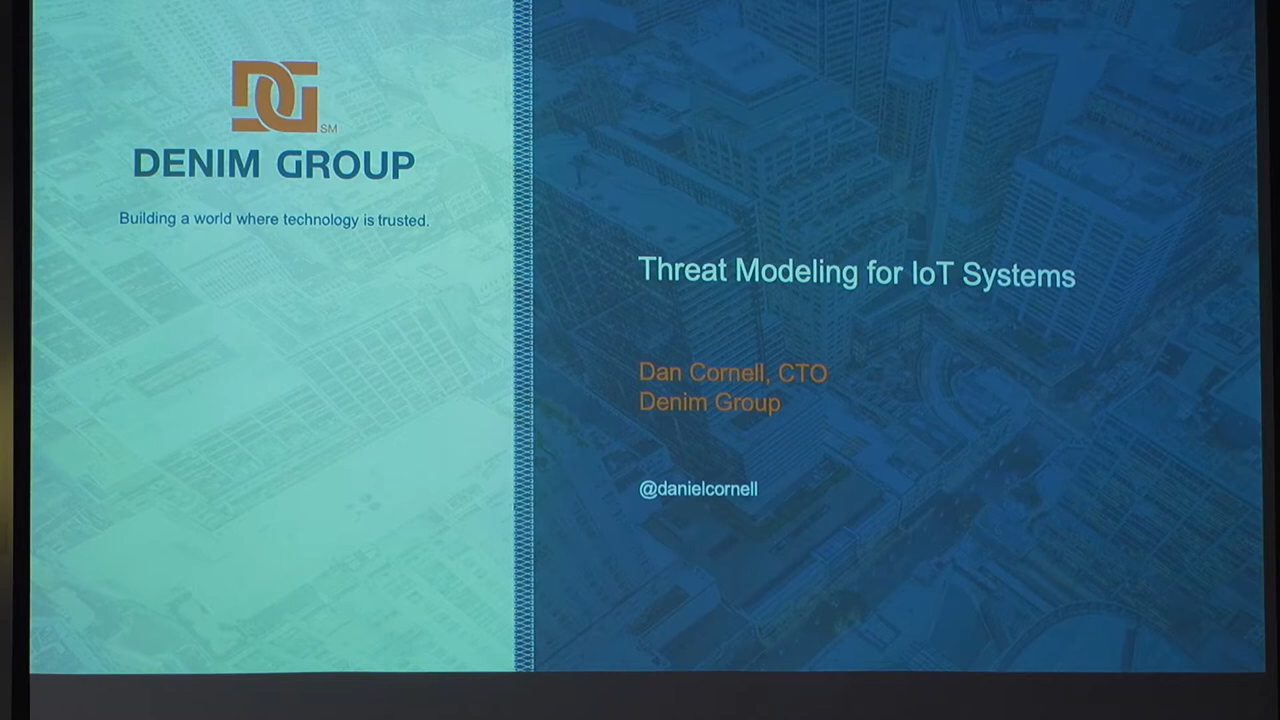 DG SM
DENIM GROUP
Building a world where technology is trusted.
Threat Modeling for IoT Systems
Dan Cornell, CTO
Denim Group
@danielcornell